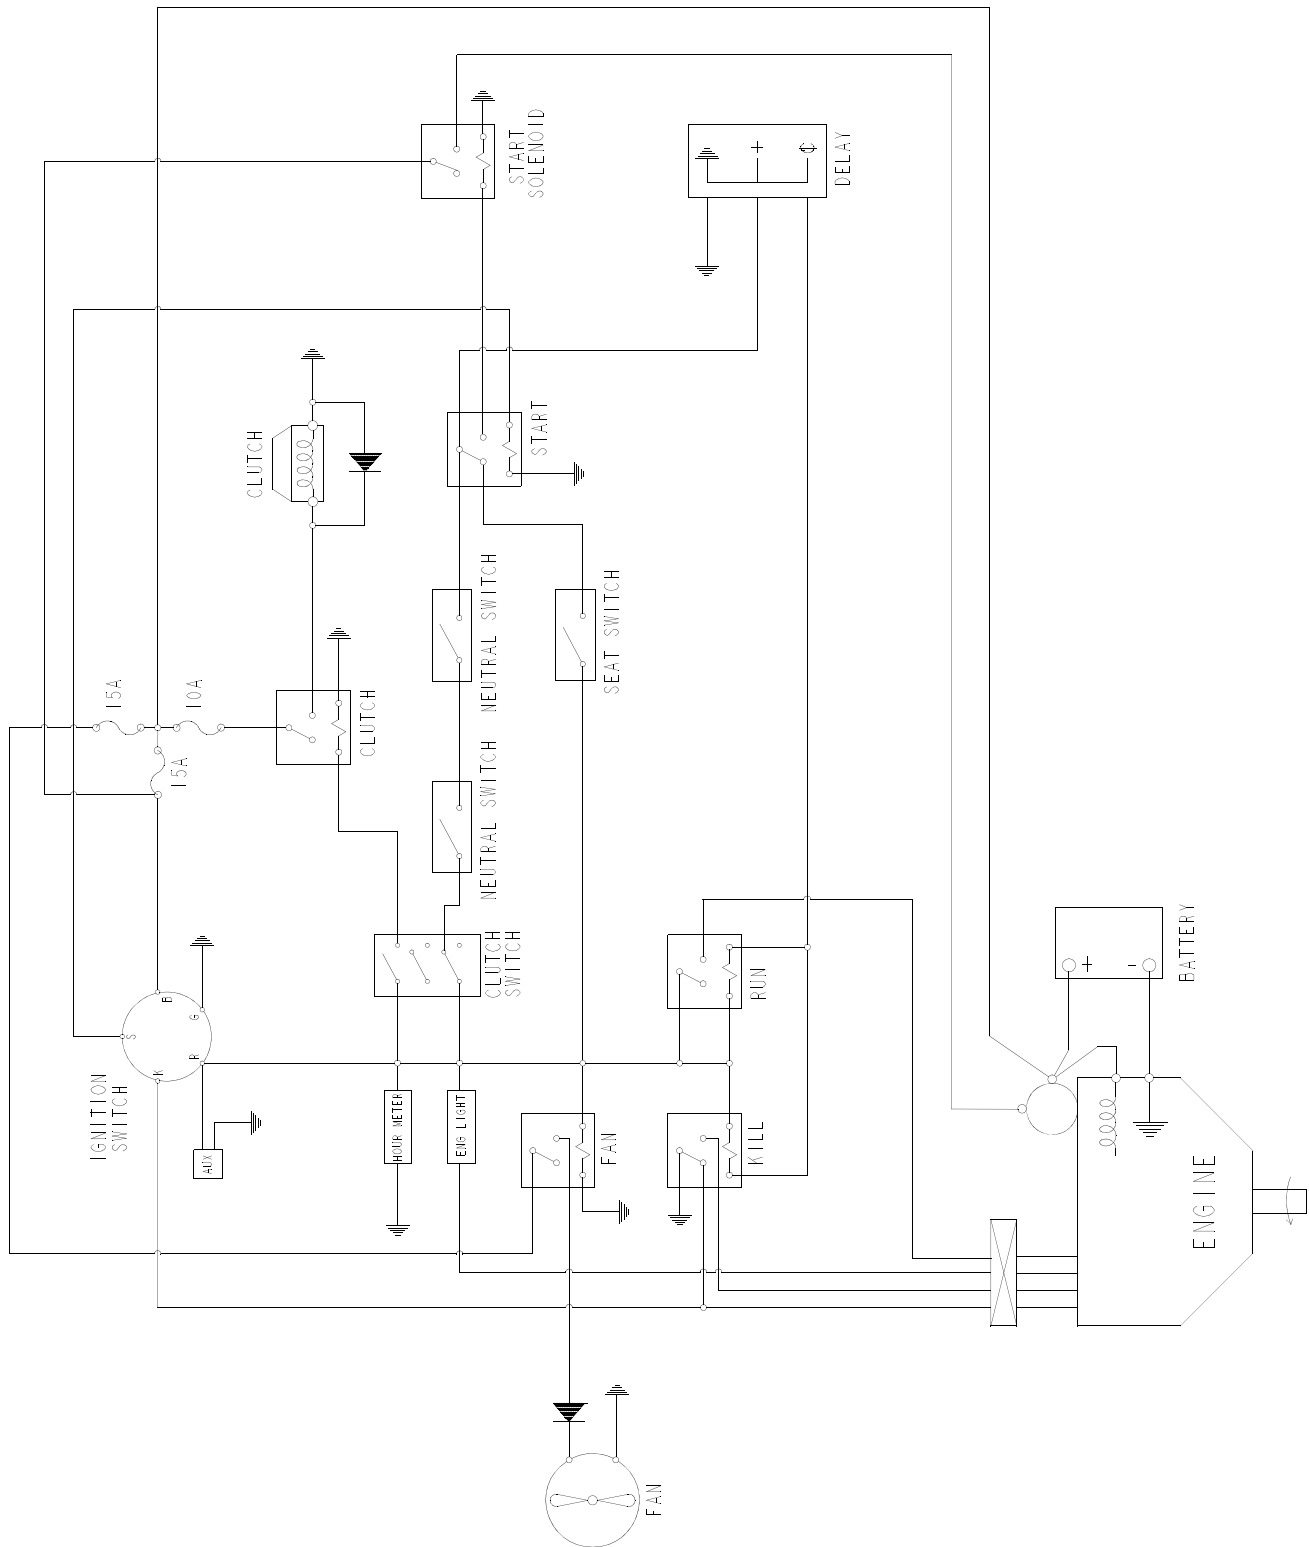 START
SOLENOID
+
DELAY
CLUTCH
START
NEUTRAL SWITCH
SEAT SWITCH
15A
10A
15A
CLUTCH
NEUTRAL SWITCH
CLUTCH
SWITCH
B
G
S
R
K
IGNITION
SWITCH
AUX
HOUR METER
ENG LIGHT
RUN
KILL
FAN
+
-
BATTERY
ENGINE
FAN